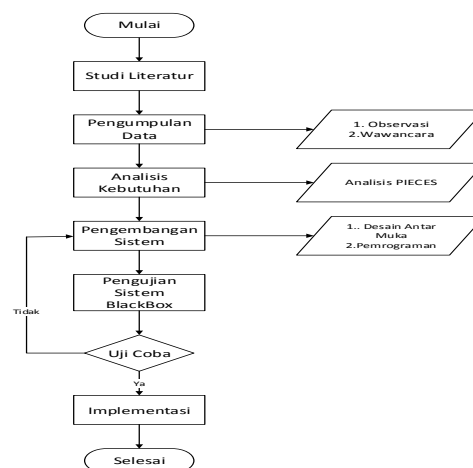 Mulai
Studi Literatur
Pengumpulan
Data
1. Observasi
2.Wawancara
Analisis
Kebutuhan
Analisis PIECES
Pengembangan
Sistem
1.. Desain Antar
Muka
2.Pemrograman
Pengujian
Sistem
BlackBox
Tidak
Uji Coba
Ya
Implementasi
Selesai